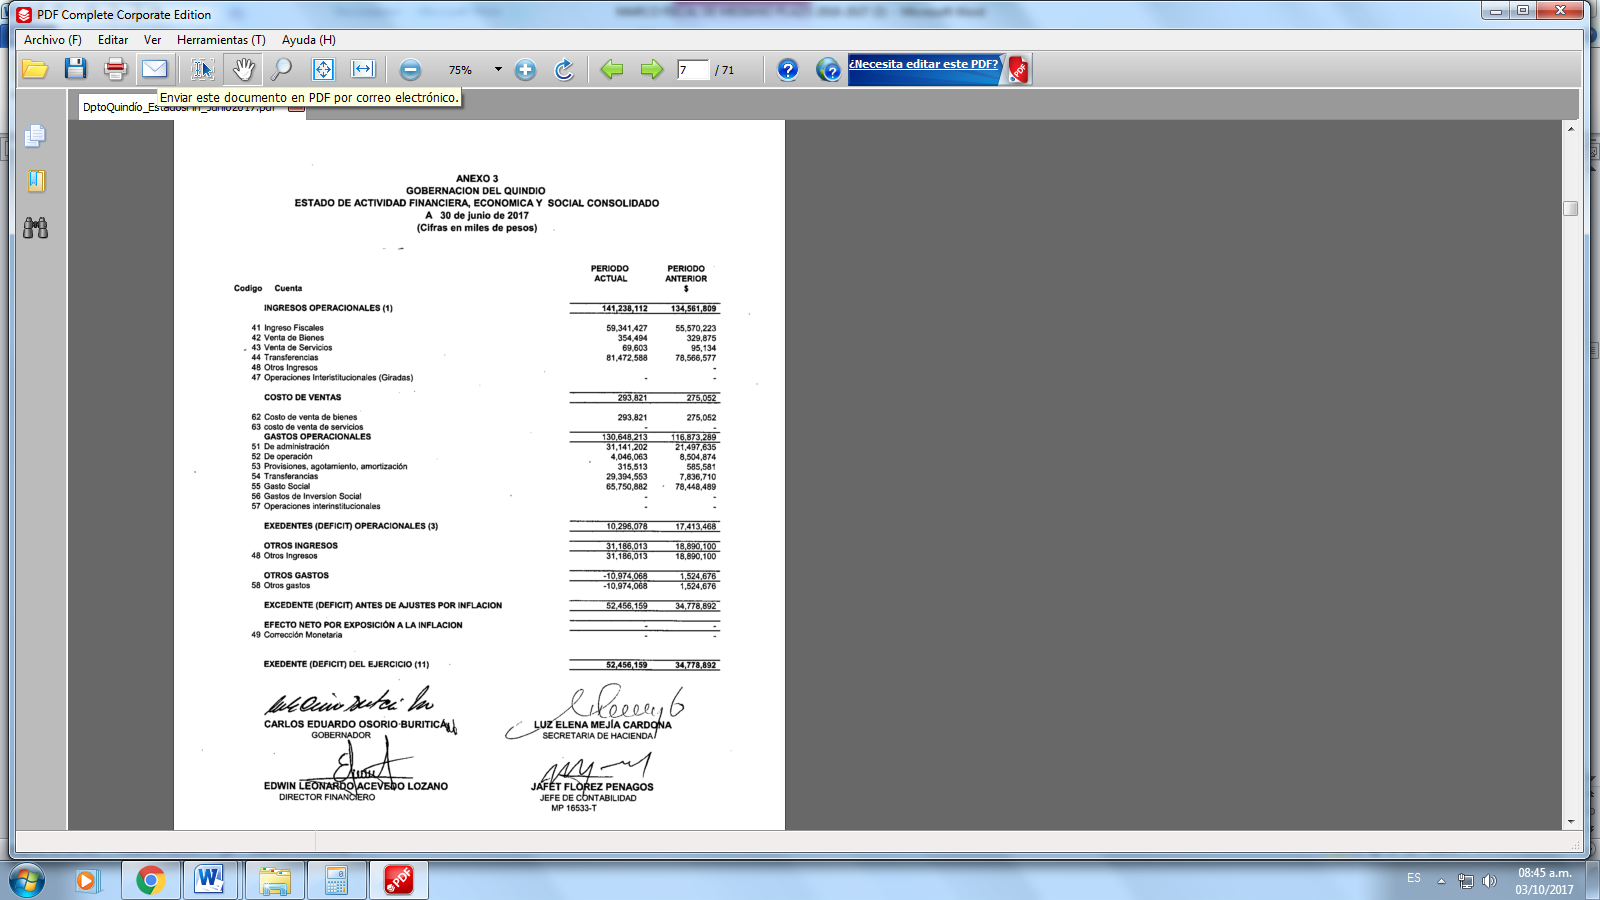 PDF Complete Corporate Edition
Archivo (F) Editar Ver Herramientas (T) Ayuda (H)
75% 7 / 71 ¿Necesita editar este PDF?
Enviar este documento en PDF por correo electrónico.
ANEXO 3
GOBERNACION DEL QUINDIO
ESTADO DE ACTIVIDAD FINANCIERA, ECONOMICA Y SOCIAL CONSOLIDADO
A 30 de junio de 2017
(Cifras en miles de pesos)
PERIODO PERIODO
ACTUAL ANTERIOR
Codigo Cuenta $
INGRESOS OPERACIONALES (1) 141,238,112 134,561,809
41 Ingreso Fiscales 59,341,427 55,570,223
42 Venta de Bienes 354,494 329,875
43 Venta de Servicios 69,603 95,134
44 Transferencias 81,472,588 78,566,577
48 Otros Ingresos -
47 Operaciones Interistitucionales (Giradas) - -
COSTO DE VENTAS 293,821 275,052
62 Costo de venta de bienes 293,821 275,052
63 costo de venta de servicios - -
GASTOS OPERACIONALES 130,648,213 116,873,289
51 De administración 31,141,202 21,497,635
52 De operación 4,046,063 8,504,874
53 Provisiones, agotamiento, amortización 315,513 585,581
54 Transferancias 29,394,553 7,836,710
55 Gasto Social 65,750,882 78,448,489
56 Gastos de Inversion Social - -
57 Operaciones interinstitucionales - -
EXEDENTES (DEFICIT) OPERACIONALES (3) 10,296,078 17,413,468
OTROS INGRESOS 31,186,013 18,890,100
48 Otros Ingresos 31,186,013 18,890,100
OTROS GASTOS -10,974,068 1,524,676
58 Otros gastos -10,974,068 1,524,676
EXCEDENTE (DEFICIT) ANTES DE AJUSTES POR INFLACION 52,456,159 34,778,892
EFECTO NETO POR EXPOSICIÓN A LA INFLACION - -
49 Corrección Monetaria - -
EXEDENTE (DEFICIT) DEL EJERCICIO (11) 52,456,159 34,778,892
CARLOS EDUARDO OSORIO BURITICÁ LUZ ELENA MEJÍA CARDONA
GOBERNADOR SECRETARIA DE HACIENDA
EDWIN LEONARDO ACEVEDO LOZANO JAFET FLOREZ PENAGOS
DIRECTOR FINANCIERO JEFE DE CONTABILIDAD
MP 16533-T
ES 08:45 a.m.
03/10/2017